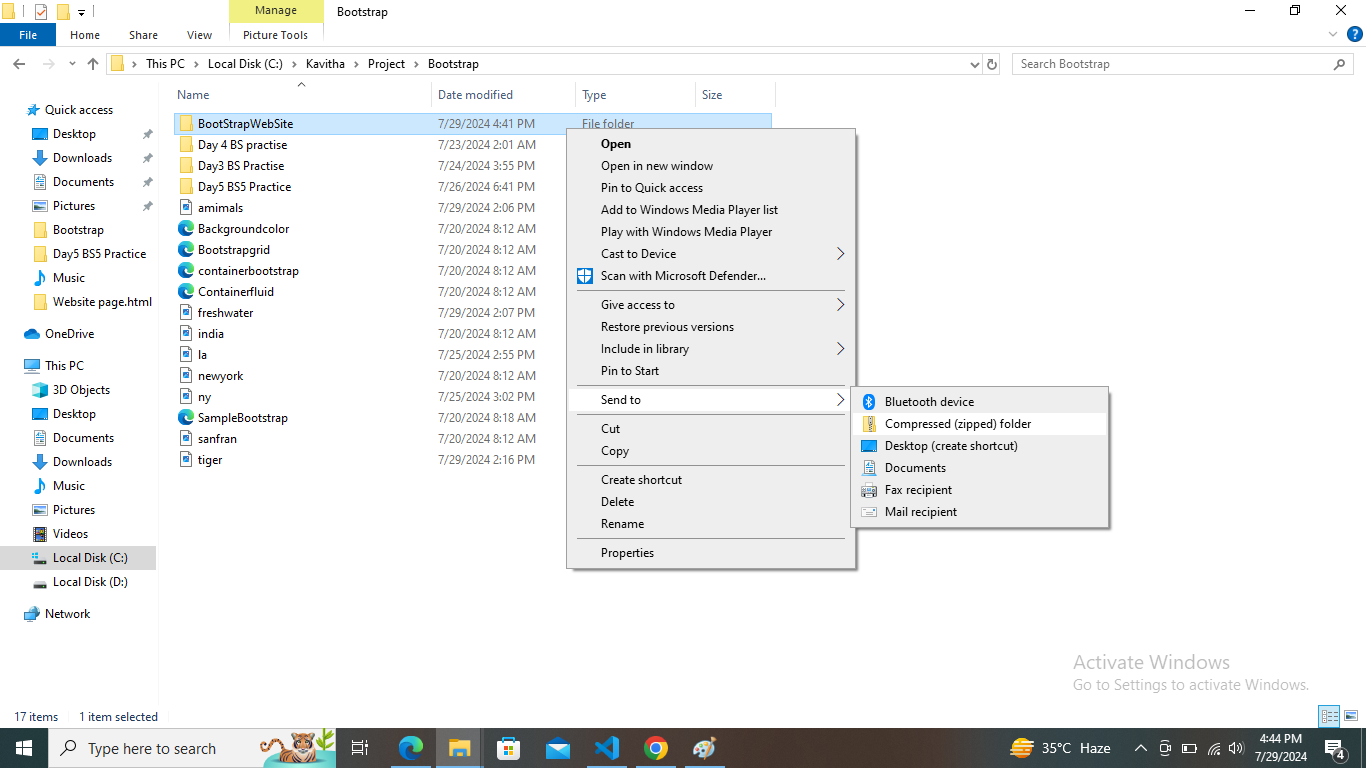 Manage
Bootstrap
File
Home
Share
View
Picture Tools
This PC
Local Disk (C:)
Kavitha
Project
Bootstrap
Search Bootstrap
Name
Date modified
Type
Size
Quick access
Desktop
Downloads
Documents
Pictures
Bootstrap
Day5 BS5 Practice
Music
Website page.html
OneDrive
This PC
3D Objects
Desktop
Documents
Downloads
Music
Pictures
Videos
Local Disk (C:)
Local Disk (D:)
Network
BootStrapWebSite 7/29/2024 4:41 PM File folder
Day 4 BS practise 7/23/2024 2:01 AM
Day3 BS Practise 7/24/2024 3:55 PM
Day5 BS5 Practice 7/26/2024 6:41 PM
amimals 7/29/2024 2:06 PM
Backgroundcolor 7/20/2024 8:12 AM
Bootstrapgrid 7/20/2024 8:12 AM
containerbootstrap 7/20/2024 8:12 AM
Containerfluid 7/20/2024 8:12 AM
freshwater 7/29/2024 2:07 PM
india 7/20/2024 8:12 AM
la 7/25/2024 2:55 PM
newyork 7/20/2024 8:12 AM
ny 7/25/2024 3:02 PM
SampleBootstrap 7/20/2024 8:18 AM
sanfran 7/20/2024 8:12 AM
tiger 7/29/2024 2:16 PM
Open
Open in new window
Pin to Quick access
Add to Windows Media Player list
Play with Windows Media Player
Cast to Device
Scan with Microsoft Defender...
Give access to
Restore previous versions
Include in library
Pin to Start
Send to
Cut
Copy
Create shortcut
Delete
Rename
Properties
Bluetooth device
Compressed (zipped) folder
Desktop (create shortcut)
Documents
Fax recipient
Mail recipient
Activate Windows
Go to Settings to activate Windows.
17 items
1 item selected
Type here to search
35°C Haze
4:44 PM
7/29/2024
4